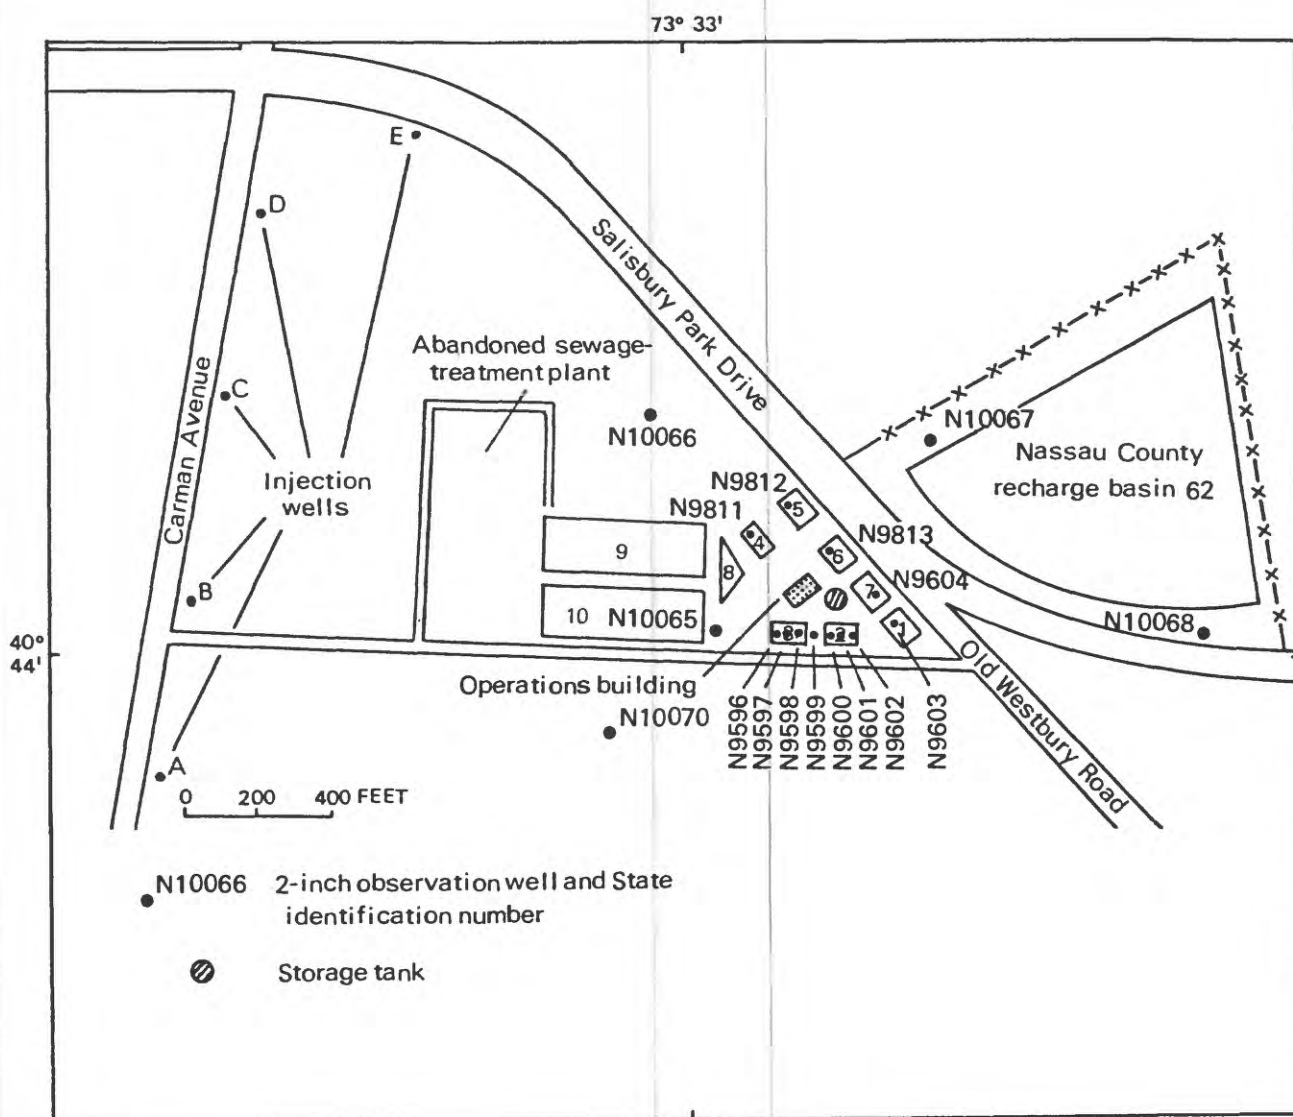 73° 33'
E
D
Salisbury Park Drive
Abandoned sewage-
treatment plant
C
Carman Avenue
N10066
N10067
Nassau County
recharge basin 62
Injection
wells
N9812
5
N9811
4
N9813
6
9
8
N9604
7
B
10
N10065
3
2
1
N10068
40°
44'
Operations building
Old Westbury Road
N10070
N9596
N9597
N9598
N9599
N9600
N9601
N9602
N9603
A
0 200 400 FEET
N10066 2-inch observation well and State
identification number
Storage tank